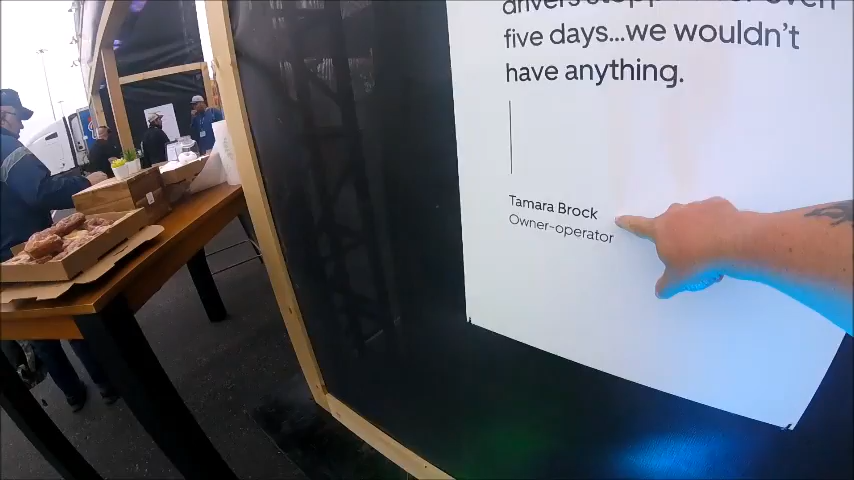 five days...we wouldn't
have anything.
Tamara Brock
Owner-operator